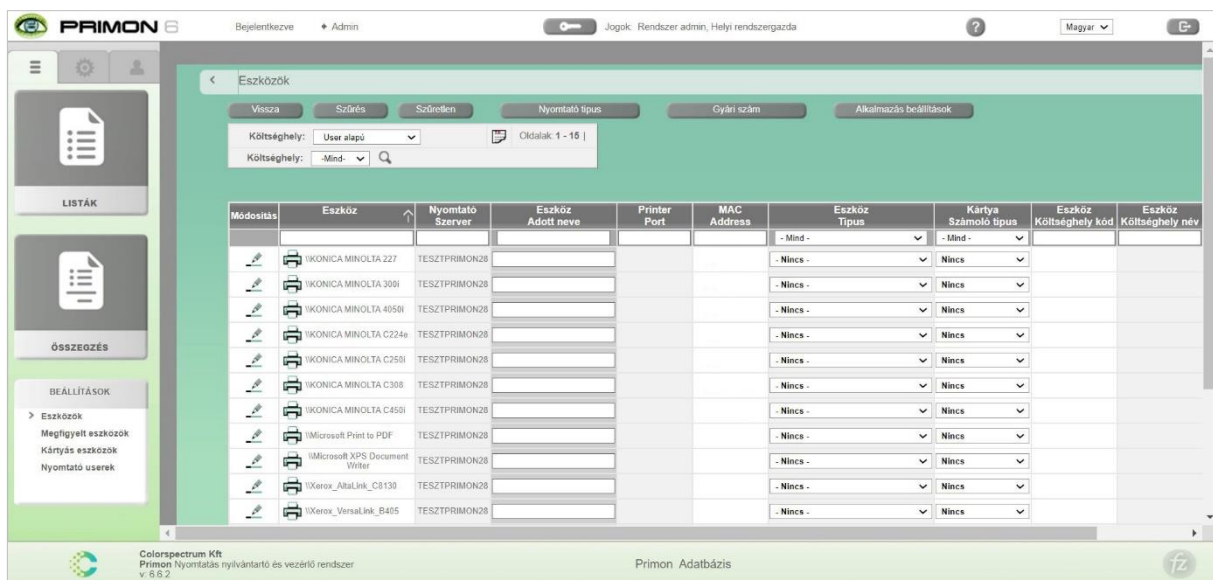 PRIMON 6
Bejelentkezve Admin Jogok: Rendszer admin, Helyi rendszergazda ? Magyar
Eszközök
Vissza Szűrés Szűretlen Nyomtató típus Gyári szám Alkalmazás beállítások
Költséghely: User alapú Oldalak: 1 - 15 |
Költséghely: -Mind-
LISTÁK
ÖSSZEGZÉS
BEÁLLÍTÁSOK
> Eszközök
Megfigyelt eszközök
Kártyás eszközök
Nyomtató userek
Módosítás Eszköz Nyomtató Szerver Eszköz Adott neve Printer Port MAC Address Eszköz Típus Kártya Számoló típus Eszköz Költséghely kód Eszköz Költséghely név
- Mind - - Mind -
\\KONICA MINOLTA 227 TESZTPRIMON28 - Nincs - Nincs
\\KONICA MINOLTA 300i TESZTPRIMON28 - Nincs - Nincs
\\KONICA MINOLTA 4050i TESZTPRIMON28 - Nincs - Nincs
\\KONICA MINOLTA C224e TESZTPRIMON28 - Nincs - Nincs
\\KONICA MINOLTA C250i TESZTPRIMON28 - Nincs - Nincs
\\KONICA MINOLTA C308 TESZTPRIMON28 - Nincs - Nincs
\\KONICA MINOLTA C450i TESZTPRIMON28 - Nincs - Nincs
\\Microsoft Print to PDF TESZTPRIMON28 - Nincs - Nincs
\\Microsoft XPS Document Writer TESZTPRIMON28 - Nincs - Nincs
\\Xerox_AltaLink_C8130 TESZTPRIMON28 - Nincs - Nincs
\\Xerox_VersaLink_B405 TESZTPRIMON28 - Nincs - Nincs
Colorspectrum Kft
Primon Nyomtatás nyilvántartó és vezérlő rendszer
v: 6.6.2
Primon Adatbázis
fz